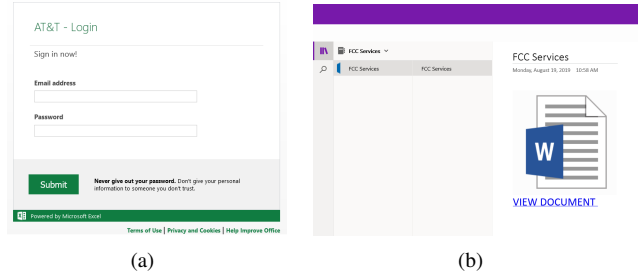 AT&T - Login
Sign in now!
Email address
Password
Submit
Never give out your password. Don't give your personal
information to someone you don't trust.
Powered by Microsoft Excel
Terms of Use | Privacy and Cookies | Help Improve Office
(a)
FCC Services
FCC Services FCC Services
FCC Services
Monday, August 19, 2019 10:58 AM
W
VIEW DOCUMENT
(b)